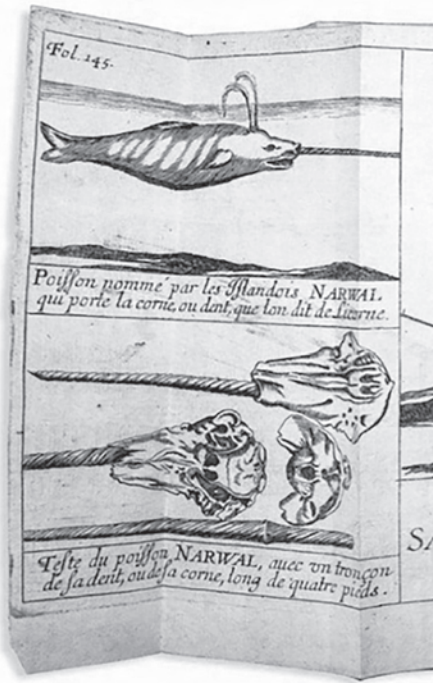 Fol. 145.
Poisson nommé par les Islandois NARWAL
qui porte la corne, ou dent, que lon dit de Licorne.
SA
Teste du poisson NARWAL, avec vn tronçon
de sa dent, ou de sa corne, long de quatre pieds.